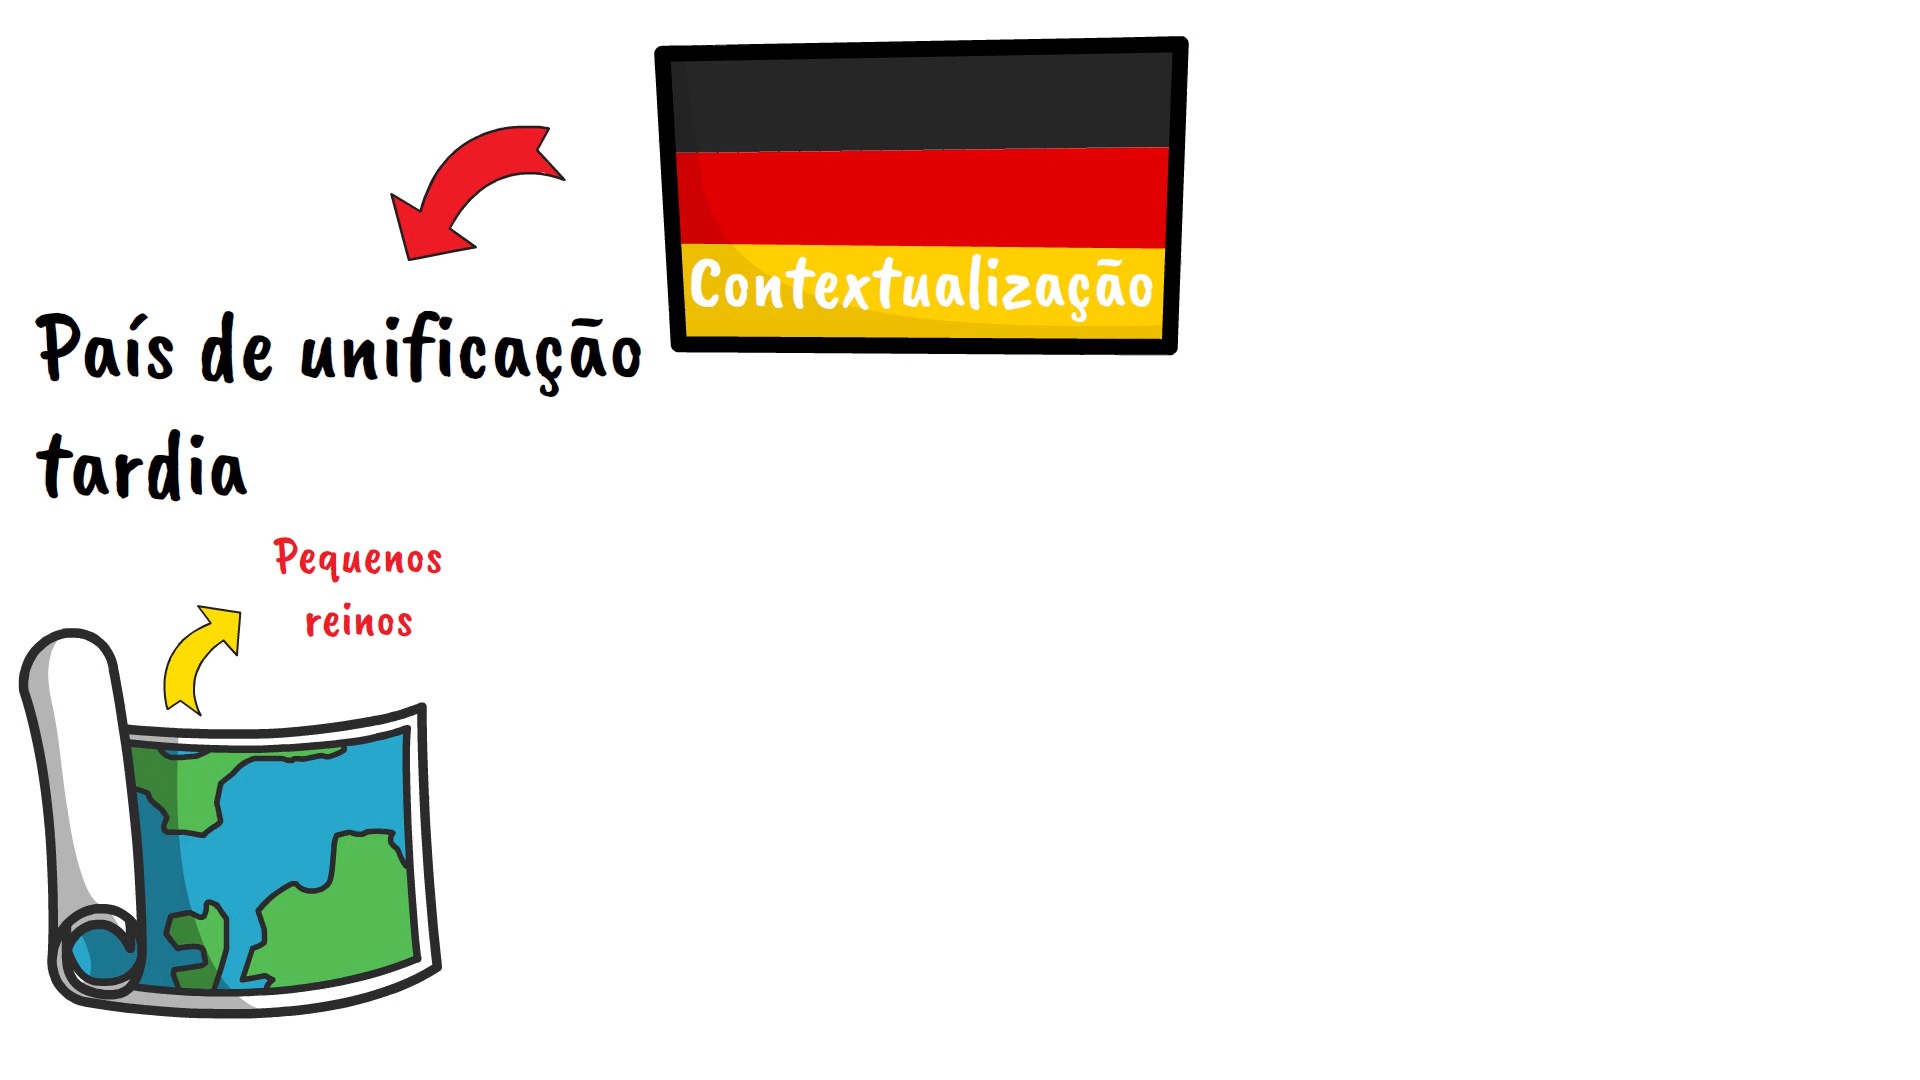 Contextualização
País de unificação
tardia
Pequenos
reinos